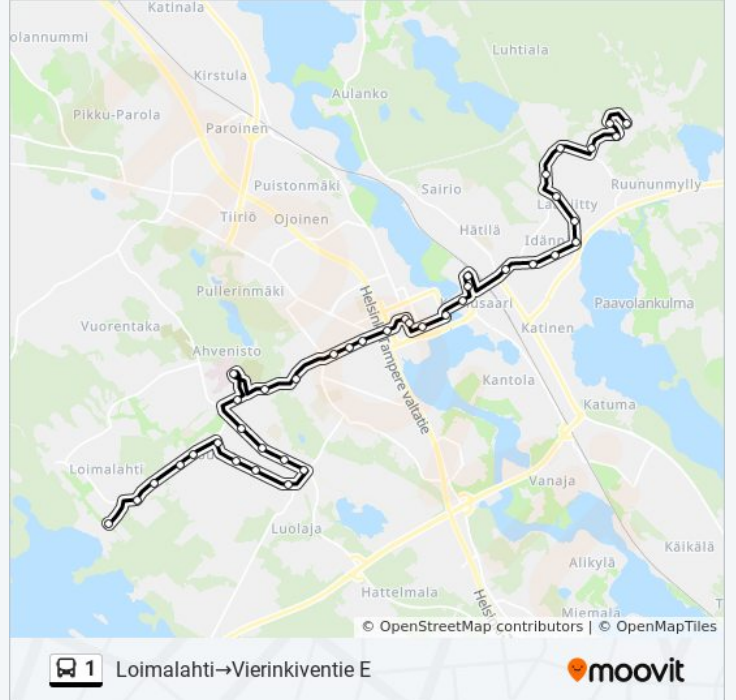 Katinala
olannummi
Luhtiala
Kirstula
Aulanko
Pikku-Parola
Paroinen
Puistonmäki
Sairio
Ruununmylly
Tiiriö
Ojoinen
Hätilä
Pullerinmäki
Helsinki
Tampere valtatie
Paavolankulma
Vuorentaka
Katinen
Ahvenisto
Kantola
Katuma
Loimalahti
Vanaja
Luolaja
Käikälä
Alikylä
Hattelmala
Miemala
© OpenStreetMap contributors | © OpenMapTiles
1 Loimalahti→Vierinkiventie E
moovit